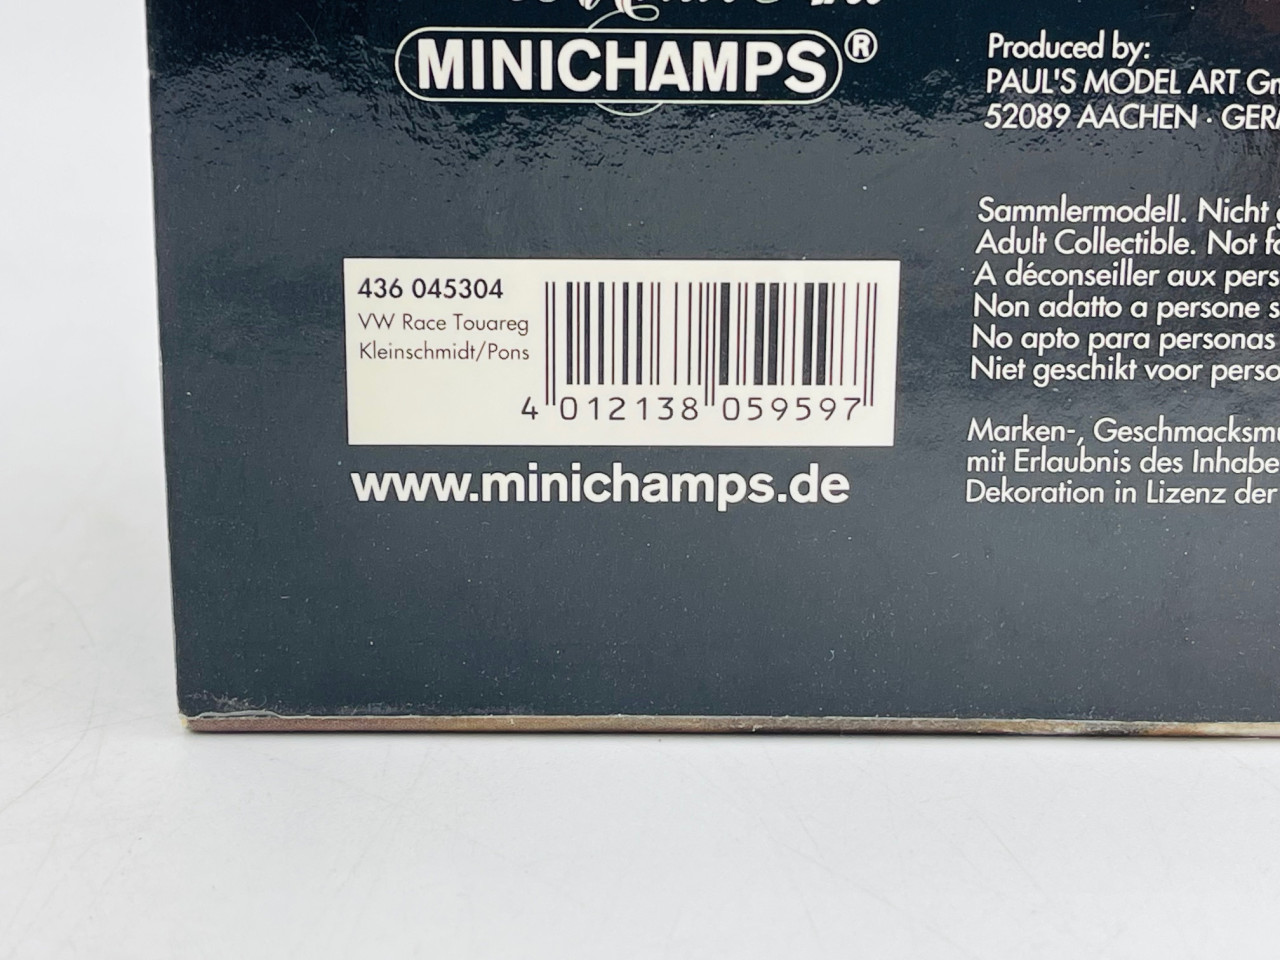 MINICHAMPS®
Produced by:
PAUL'S MODEL ART
52089 AACHEN ·
436 045304
VW Race Touareg
Kleinschmidt/Pons
4 012138 059597
www.minichamps.de
Sammlermodell. Nicht
Adult Collectible. Not
A déconseiller aux
Non adatto a persone
No apto para personas
Niet geschikt voor
Marken-,
mit Erlaubnis des
Dekoration in Lizenz der